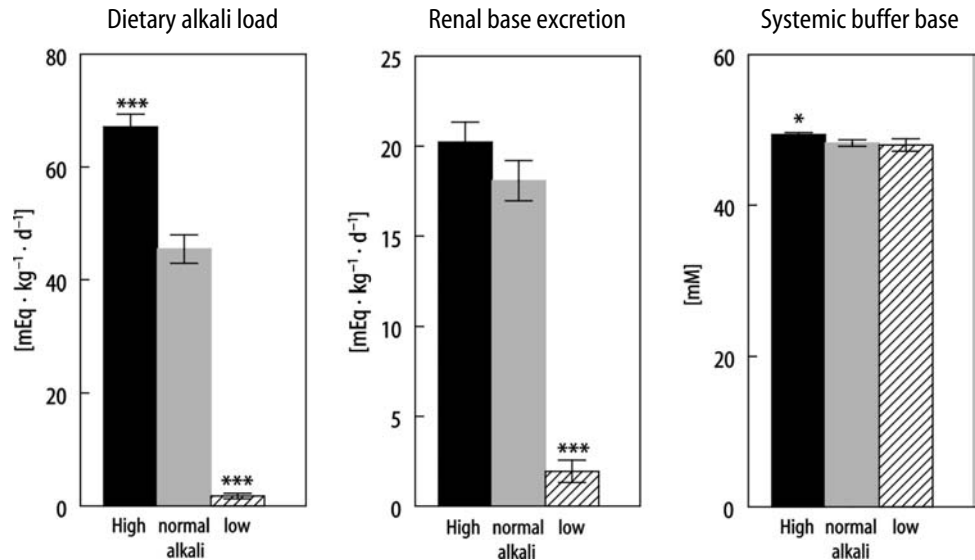 Dietary alkali load
80
60
40
20
0
[mEq · kg⁻¹ · d⁻¹]
***
***
High normal low
alkali
Renal base excretion
25
20
15
10
5
0
[mEq · kg⁻¹ · d⁻¹]
***
High normal low
alkali
Systemic buffer base
60
40
20
0
[mM]
*
High normal low
alkali